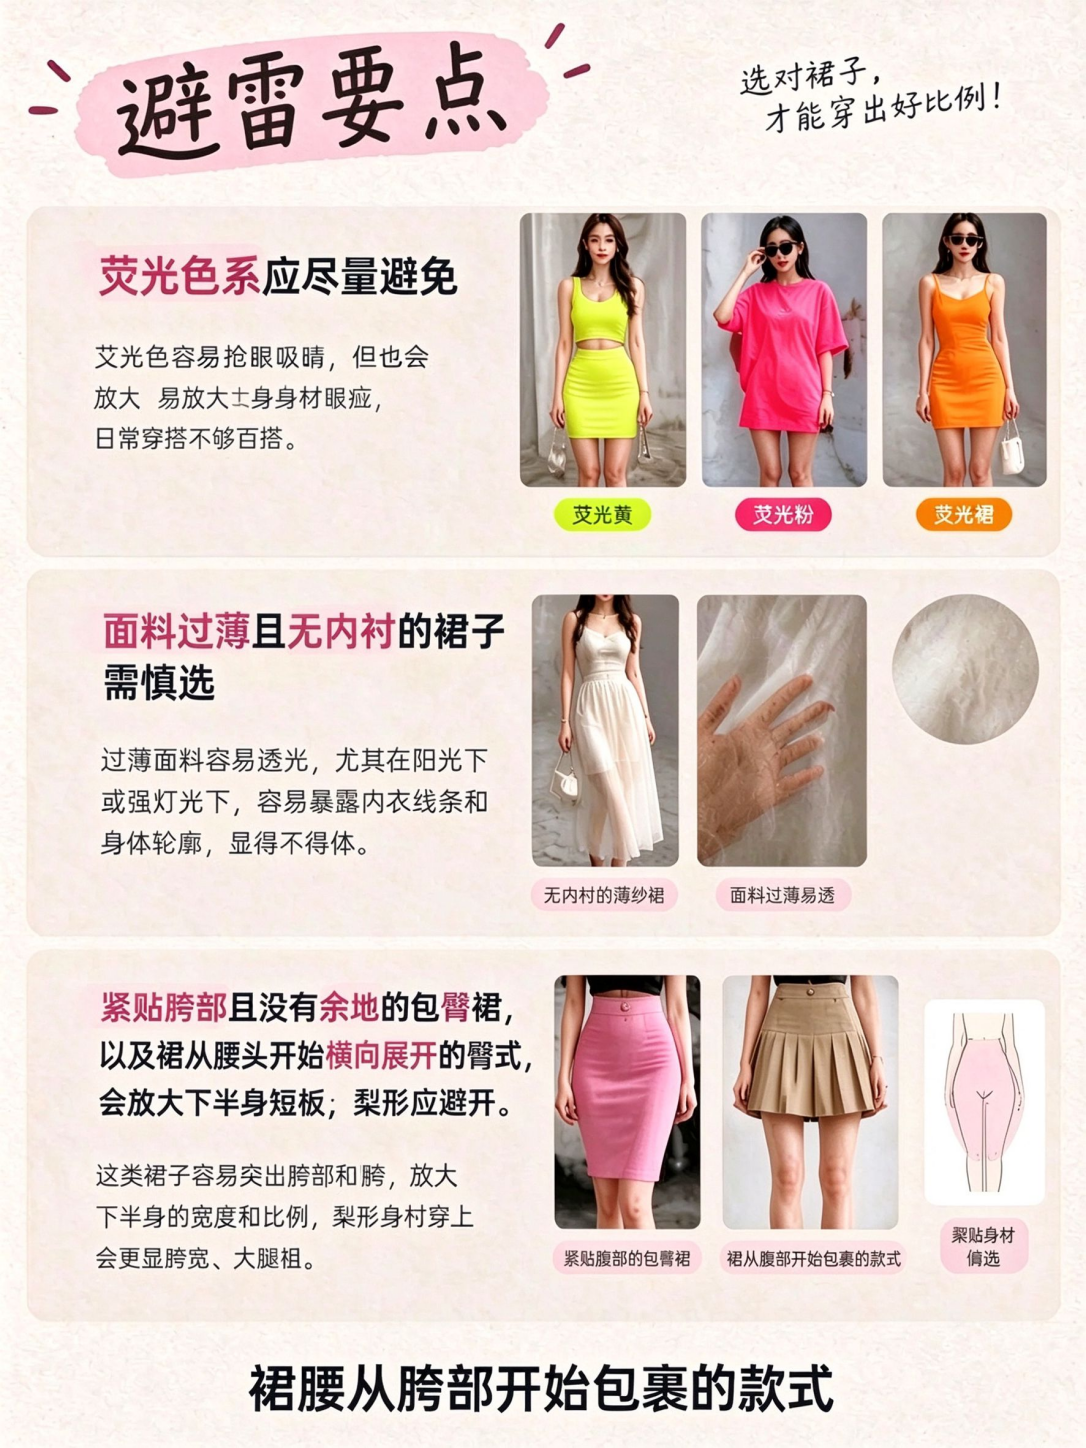 避雷要点
选对裙子，
才能穿出好比例！
荧光色系应尽量避免
艾光色容易抢眼吸睛，但也会
放大 易放大士身身材眼疵，
日常穿搭不够百搭。
荧光黄
荧光粉
荧光裙
面料过薄且无内衬的裙子
需慎选
过薄面料容易透光，尤其在阳光下
或强灯光下，容易暴露内衣线条和
身体轮廓，显得不得体。
无内村的薄纱裙
面料过薄易透
紧贴胯部且没有余地的包臀裙，
以及裙从腰头开始横向展开的臀式，
会放大下半身短板；梨形应避开。
这类裙子容易突出胯部和胯，放大
下半身的宽度和比例，梨形身村穿上
会更显胯宽、大腿祖。
紧贴腹部的包臀裙
裙从腹部开始包裹的款式
贴身材
选
裙腰从胯部开始包裹的款式